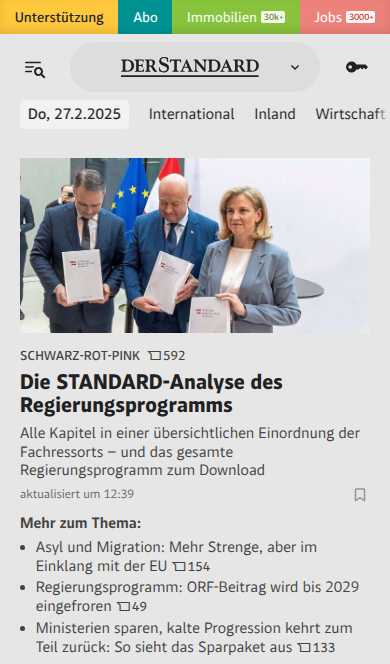 Unterstützung Abo Immobilien 30k+ Jobs 3000+
DERSTANDARD
Do, 27.2.2025 International Inland Wirtschaft
SCHWARZ-ROT-PINK 592
Die STANDARD-Analyse des
Regierungsprogramms
Alle Kapitel in einer übersichtlichen Einordnung der
Fachressorts – und das gesamte
Regierungsprogramm zum Download
aktualisiert um 12:39
Mehr zum Thema:
• Asyl und Migration: Mehr Strenge, aber im
Einklang mit der EU 154
• Regierungsprogramm: ORF-Beitrag wird bis 2029
eingefroren 49
• Ministerien sparen, kalte Progression kehrt zum
Teil zurück: So sieht das Sparpaket aus 133